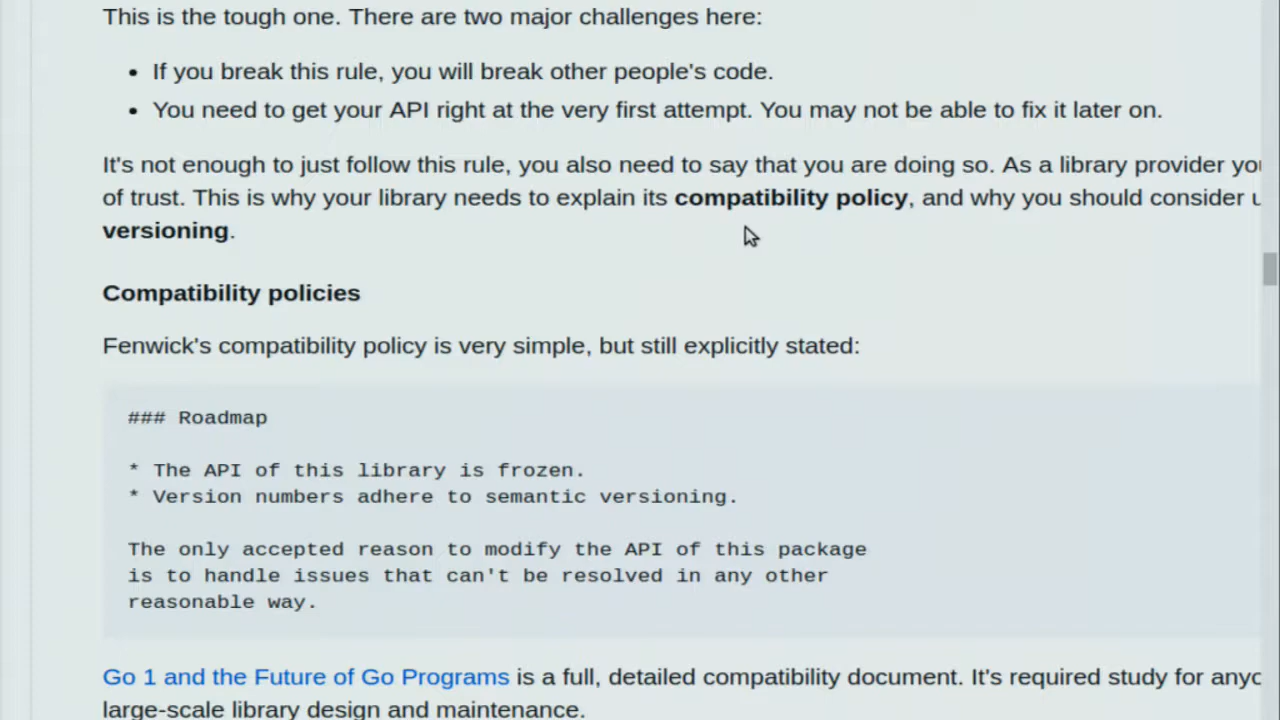 This is the tough one. There are two major challenges here:
• If you break this rule, you will break other people's code.
• You need to get your API right at the very first attempt. You may not be able to fix it later on.
It's not enough to just follow this rule, you also need to say that you are doing so. As a library provider
of trust. This is why your library needs to explain its compatibility policy, and why you should consider
versioning.
Compatibility policies
Fenwick's compatibility policy is very simple, but still explicitly stated:
### Roadmap
* The API of this library is frozen.
* Version numbers adhere to semantic versioning.
The only accepted reason to modify the API of this package
is to handle issues that can't be resolved in any other
reasonable way.
Go 1 and the Future of Go Programs is a full, detailed compatibility document. It's required study for
large-scale library design and maintenance.